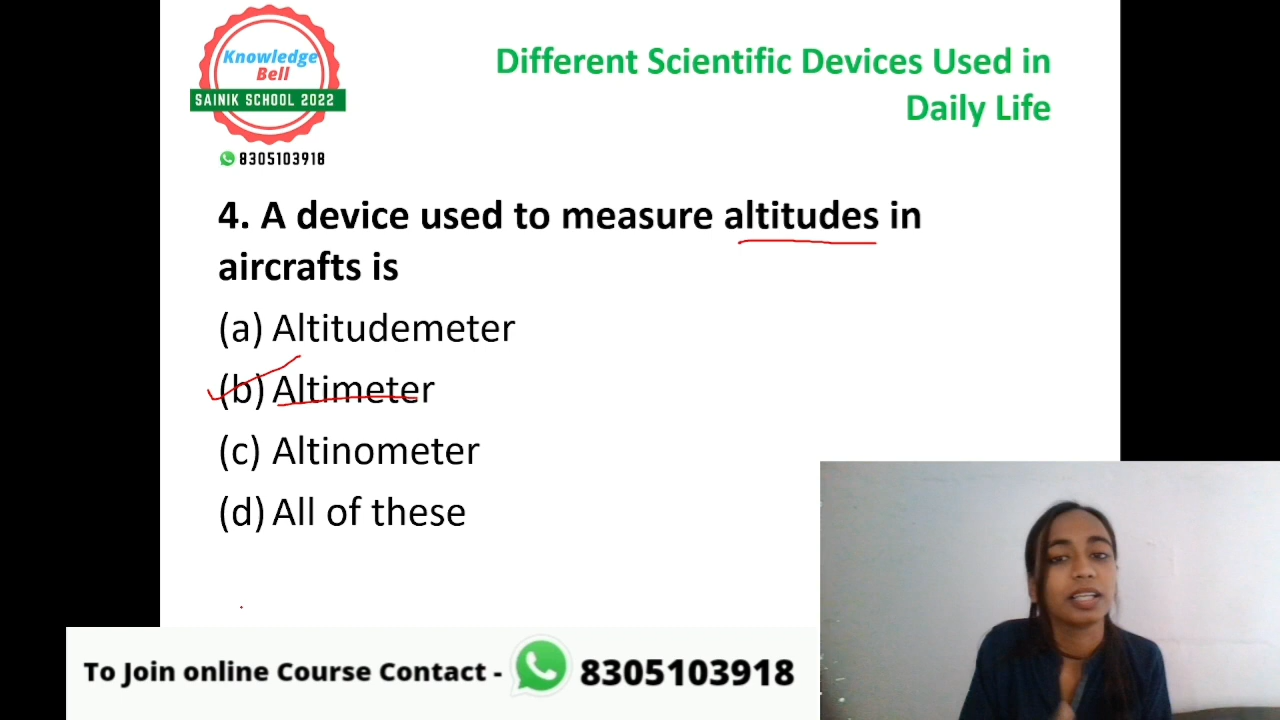 Knowledge
Bell
SAINIK SCHOOL 2022
8305103918
Different Scientific Devices Used in
Daily Life
4. A device used to measure altitudes in
aircrafts is
(a) Altitudemeter
(b) Altimeter
(c) Altinometer
(d) All of these
To Join online Course Contact - 8305103918